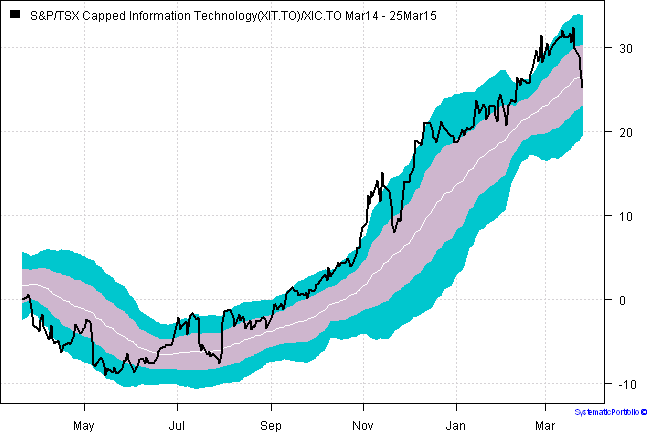 S&P/TSX Capped Information Technology(XIT.TO)/XIC.TO Mar14 - 25Mar15
30
20
10
0
-10
May Jul Sep Nov Jan Mar
SystematicPortfolio ©